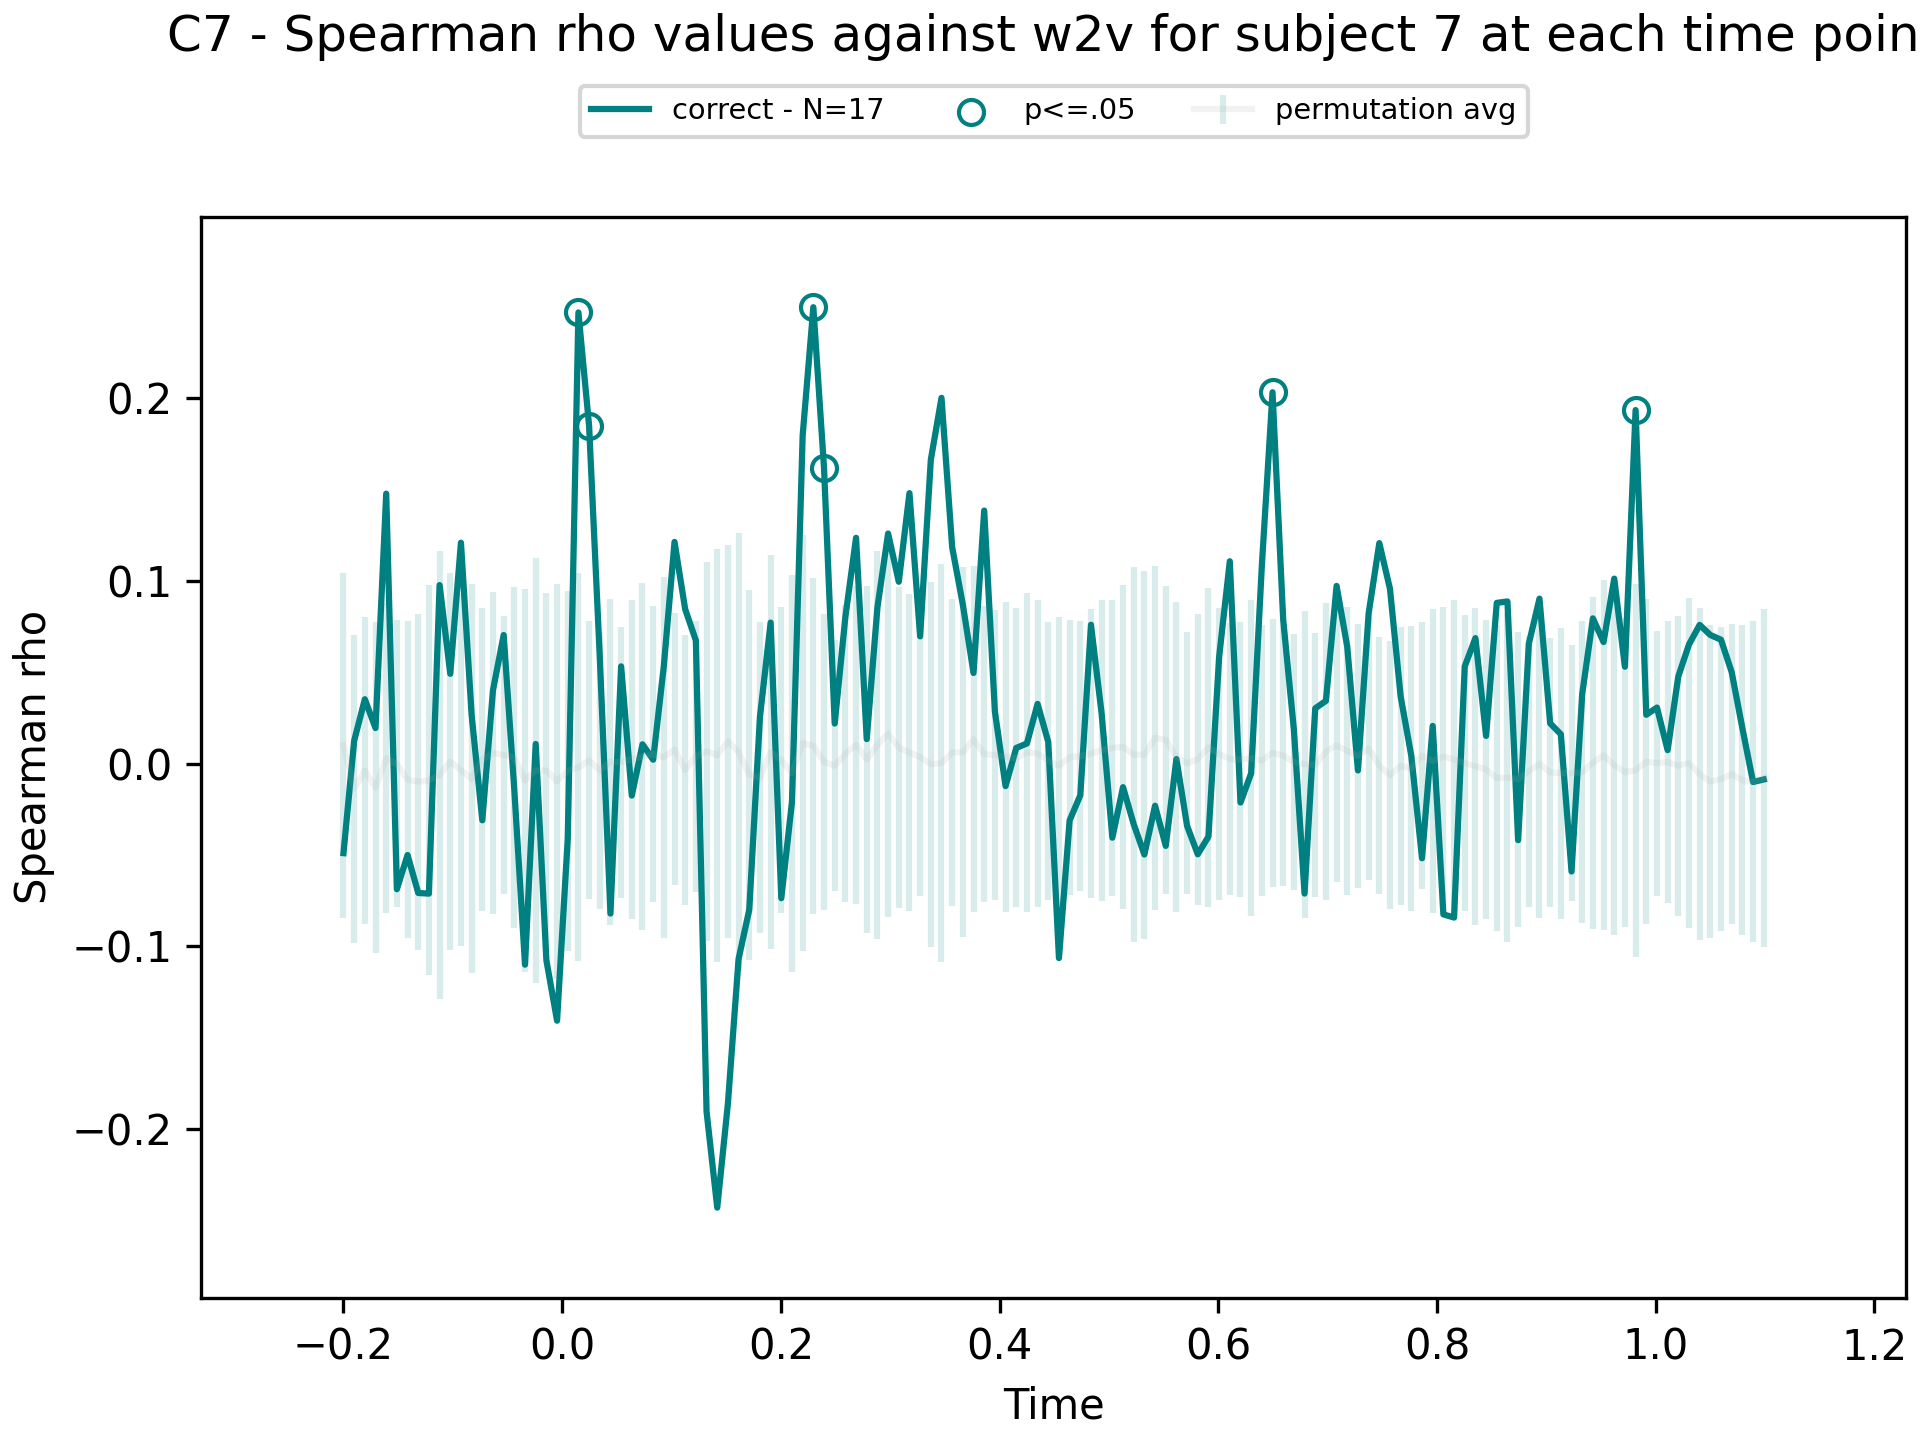 C7 - Spearman rho values against w2v for subject 7 at each time poin
correct - N=17
p<=.05
permutation avg
Spearman rho
0.2
0.1
0.0
−0.1
−0.2
−0.2 0.0 0.2 0.4 0.6 0.8 1.0 1.2
Time